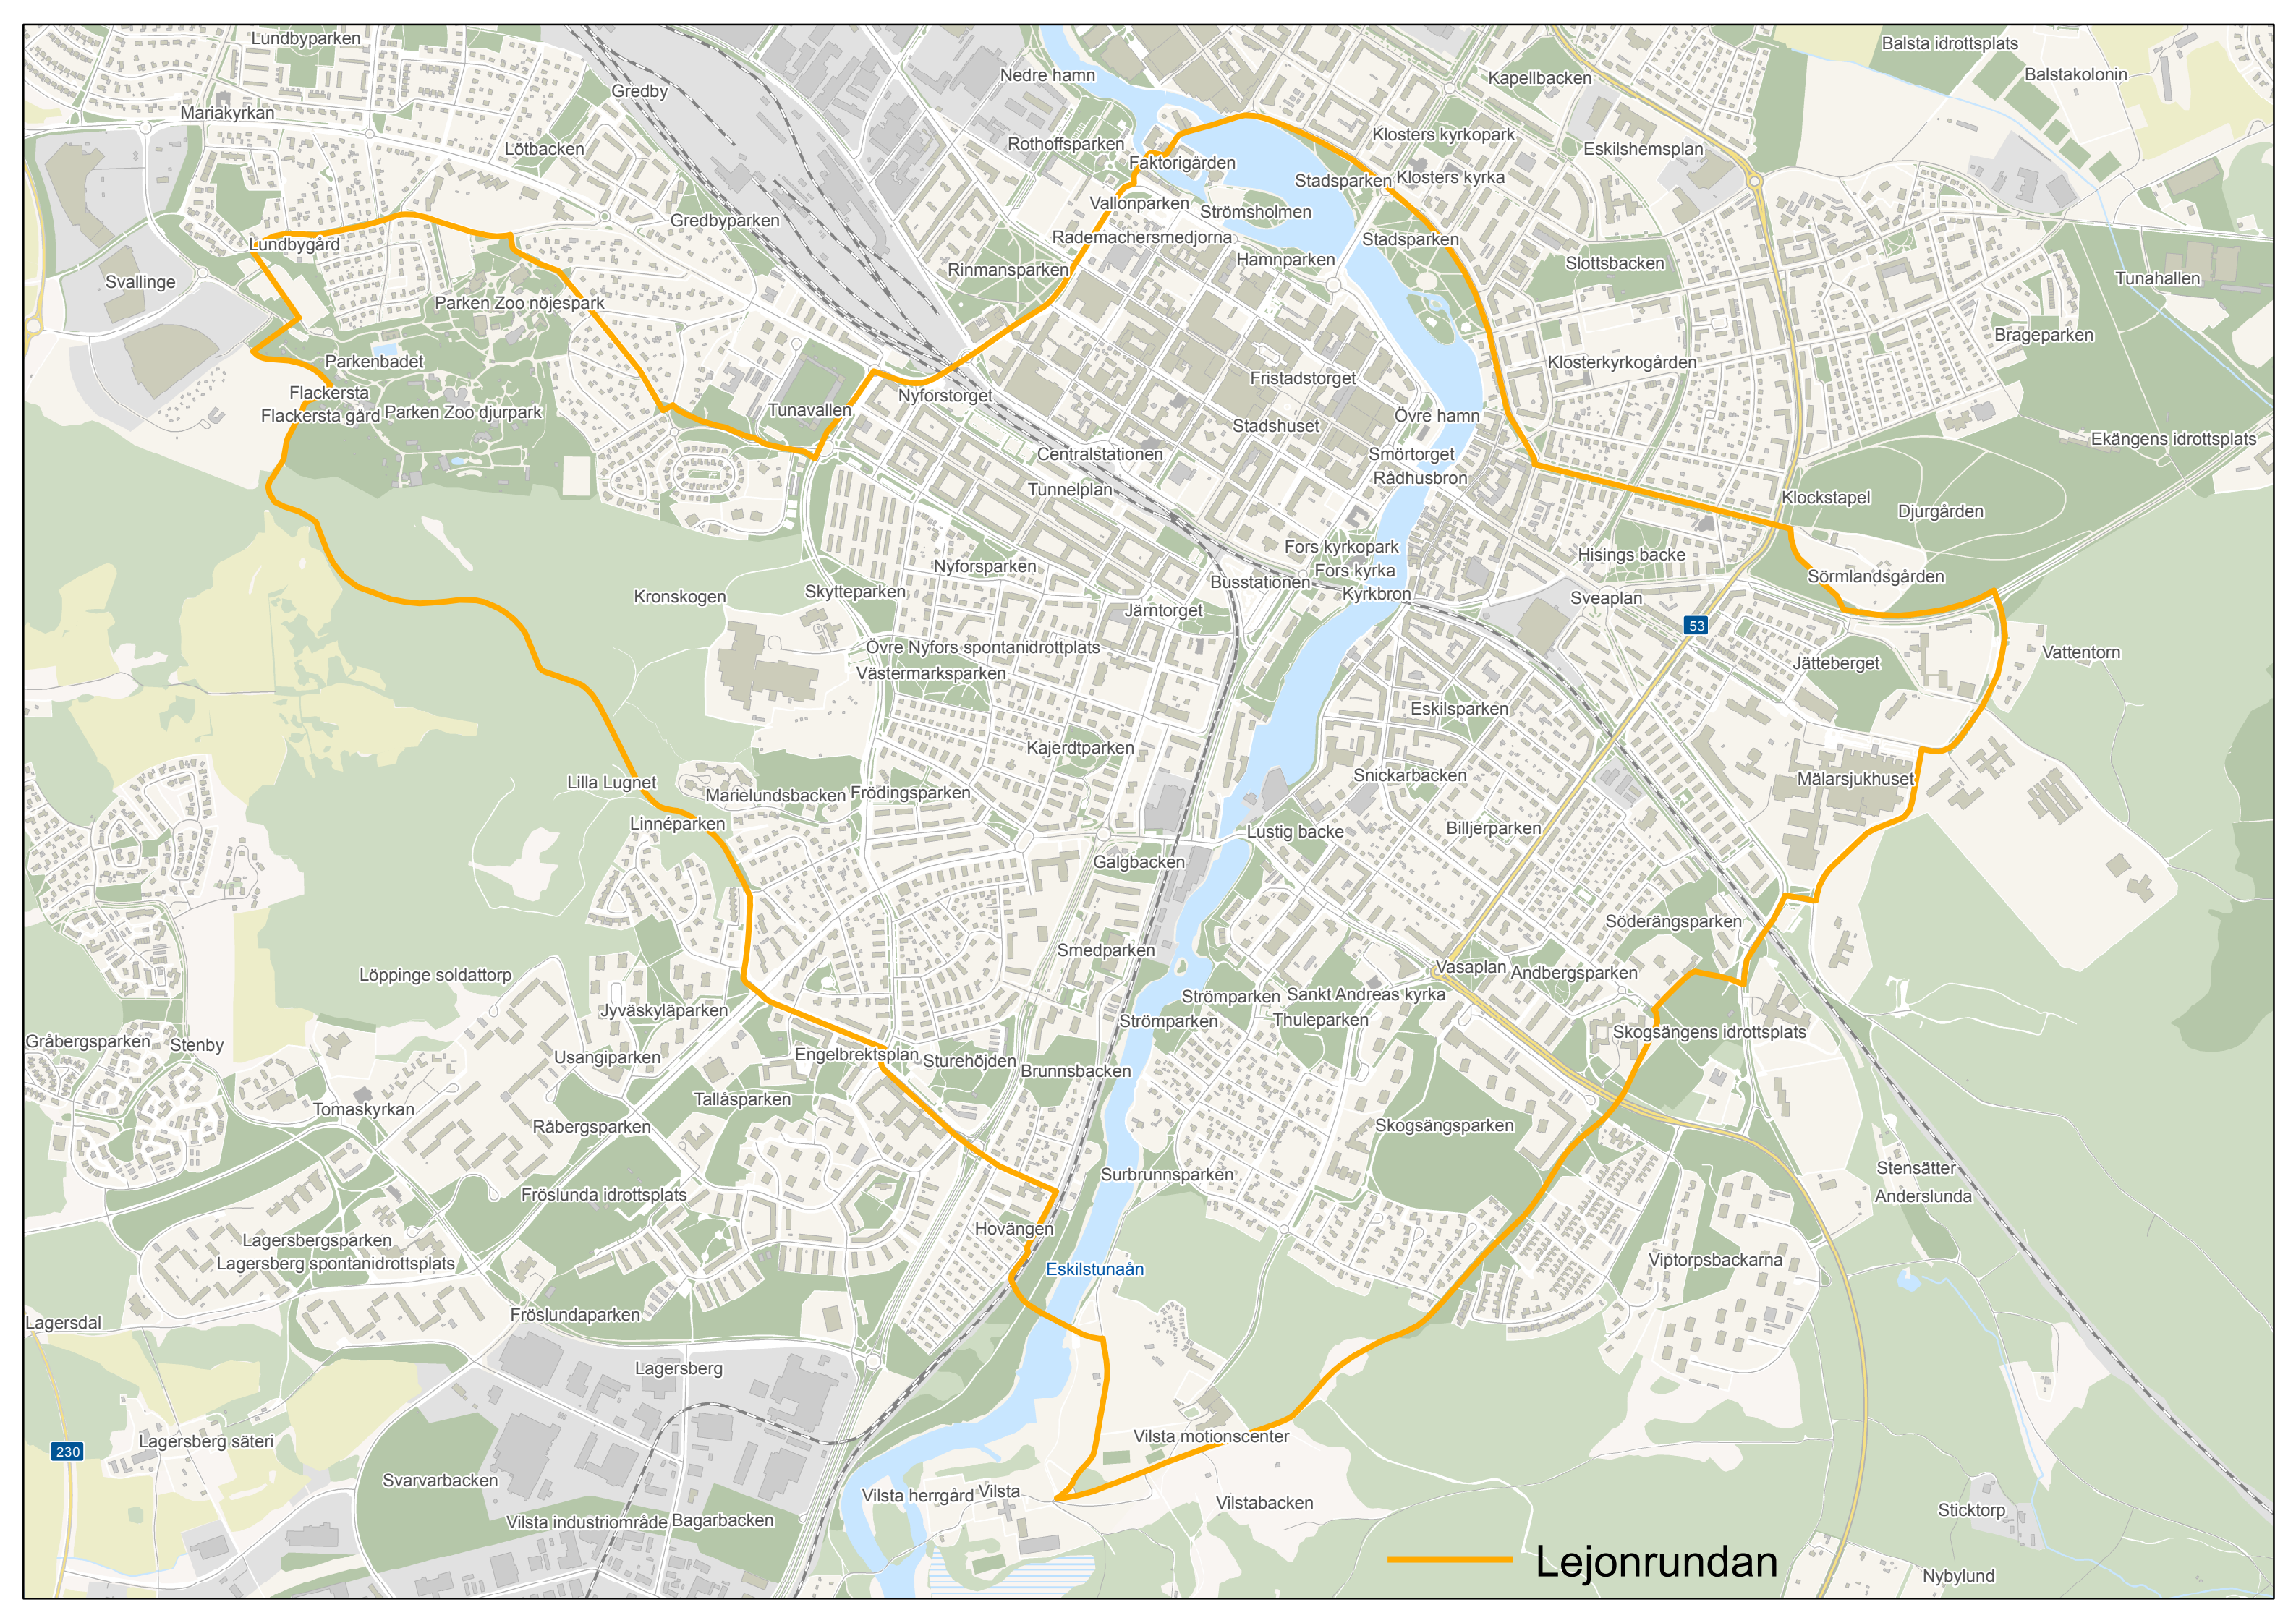 Lundbyparken
Balsta idrottsplats
Nedre hamn
Kapellbacken
Balstakolonin
Gredby
Mariakyrkan
Klosters kyrkopark
Rothoffsparken
Lötbacken
Eskilshemsplan
Faktorigården
Stadsparken
Klosters kyrka
Vallonparken
Strömsholmen
Gredbyparken
Rademachersmedjorna
Stadsparken
Lundbygård
Hamnparken
Slottsbacken
Rinmansparken
Svallinge
Tunahallen
Parken Zoo nöjespark
Brageparken
Parkenbadet
Klosterkyrkogården
Fristadstorget
Flackersta
Nyforstorget
Flackersta gård
Parken Zoo djurpark
Tunavallen
Övre hamn
Stadshuset
Ekängens idrottsplats
Centralstationen
Smörtorget
Rådhusbron
Tunnelplan
Klockstapel
Djurgården
Fors kyrkopark
Hisings backe
Nyforsparken
Fors kyrka
Sörmlandsgården
Busstationen
Skytteparken
Kyrkbron
Kronskogen
Sveaplan
Järntorget
53
Övre Nyfors spontanidrottplats
Vattentorn
Jätteberget
Västermarksparken
Eskilsparken
Kajerdtparken
Snickarbacken
Mälarsjukhuset
Lilla Lugnet
Marielundsbacken
Frödingsparken
Linnéparken
Lustig backe
Billjerparken
Galgbacken
Söderängsparken
Smedparken
Löppinge soldattorp
Vasaplan
Andbergsparken
Strömparken
Sankt Andreas kyrka
Jyväskyläparken
Strömparken
Thuleparken
Skogsängens idrottsplats
Gråbergsparken
Stenby
Usangiparken
Engelbrektsplan
Sturehöjden
Brunnsbacken
Tallåsparken
Tomaskyrkan
Råbergsparken
Skogsängsparken
Stensätter
Surbrunnsparken
Fröslunda idrottsplats
Anderslunda
Hovängen
Lagersbergsparken
Lagersberg spontanidrottsplats
Viptorpsbackarna
Eskilstunaån
Fröslundaparken
Lagersdal
Lagersberg
Vilsta motionscenter
Lagersberg säteri
230
Svarvarbacken
Vilsta herrgård
Vilsta
Vilstabacken
Sticktorp
Vilsta industriområde
Bagarbacken
Lejonrundan
Nybylund